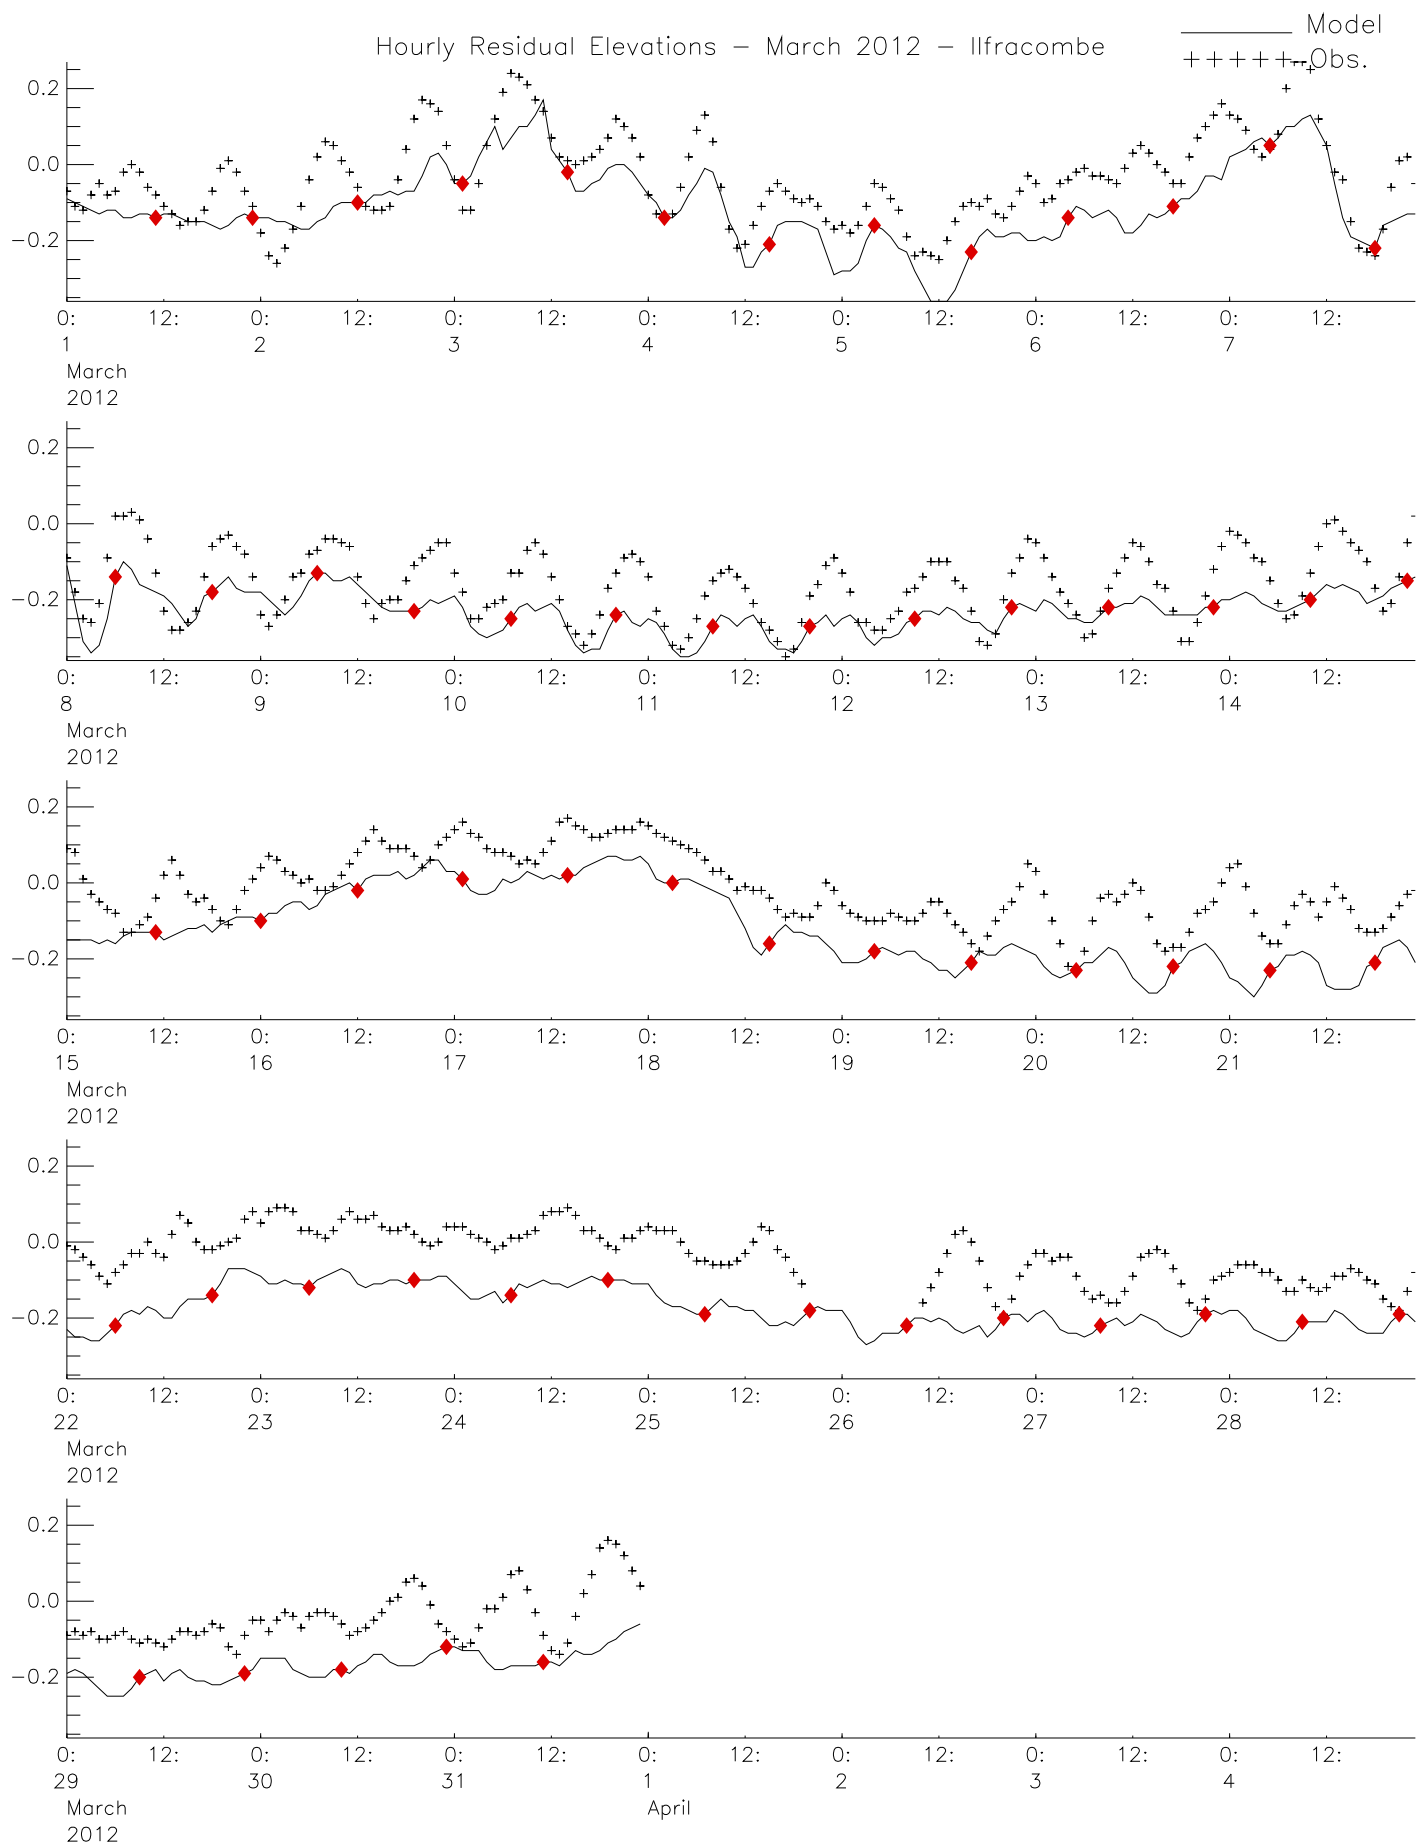 Hourly Residual Elevations – March 2012 – Ilfracombe
Model
+++++ Obs.
0.2
0.0
−0.2
0: 12: 0: 12: 0: 12: 0: 12: 0: 12: 0: 12: 0: 12:
1 2 3 4 5 6 7
March
2012
0.2
0.0
−0.2
0: 12: 0: 12: 0: 12: 0: 12: 0: 12: 0: 12: 0: 12:
8 9 10 11 12 13 14
March
2012
0.2
0.0
−0.2
0: 12: 0: 12: 0: 12: 0: 12: 0: 12: 0: 12: 0: 12:
15 16 17 18 19 20 21
March
2012
0.2
0.0
−0.2
0: 12: 0: 12: 0: 12: 0: 12: 0: 12: 0: 12: 0: 12:
22 23 24 25 26 27 28
March
2012
0.2
0.0
−0.2
0: 12: 0: 12: 0: 12: 0: 12: 0: 12: 0: 12: 0: 12:
29 30 31 1 2 3 4
March April
2012